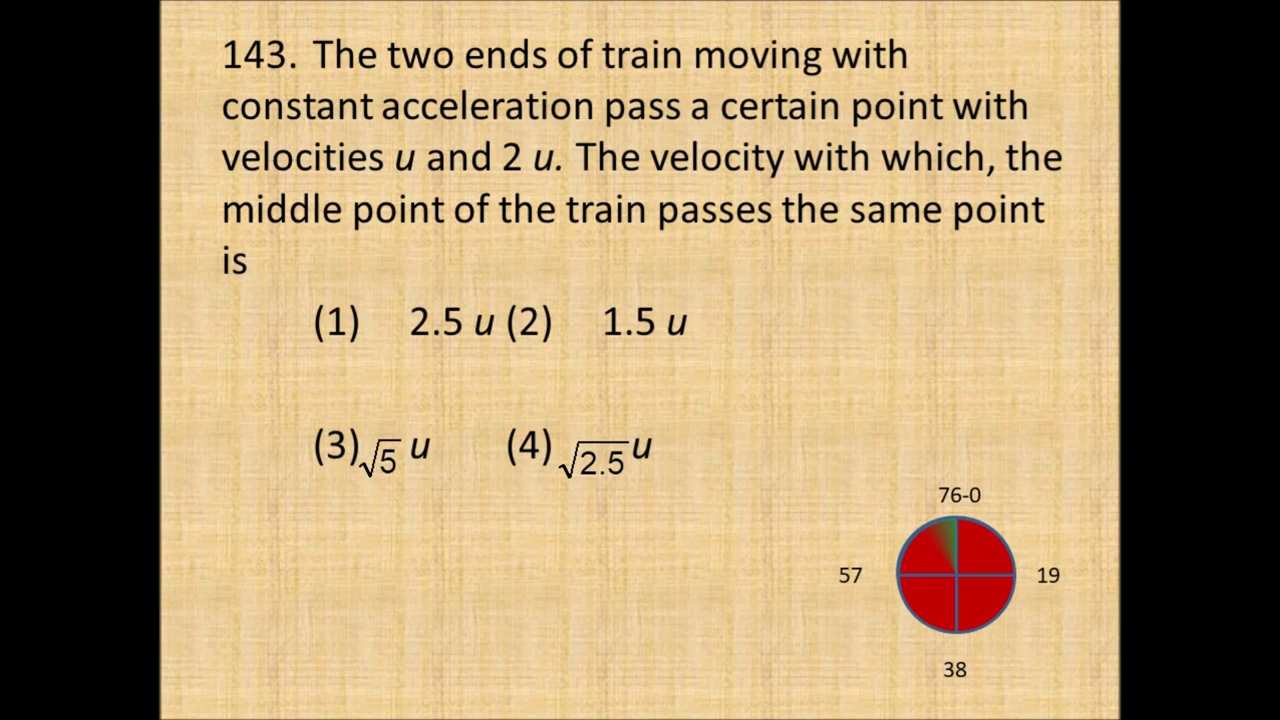 143. The two ends of train moving with
constant acceleration pass a certain point with
velocities u and 2 u. The velocity with which, the
middle point of the train passes the same point
is
(1) 2.5 u (2) 1.5 u
(3) √5 u (4) √2.5 u
76-0
57 19
38